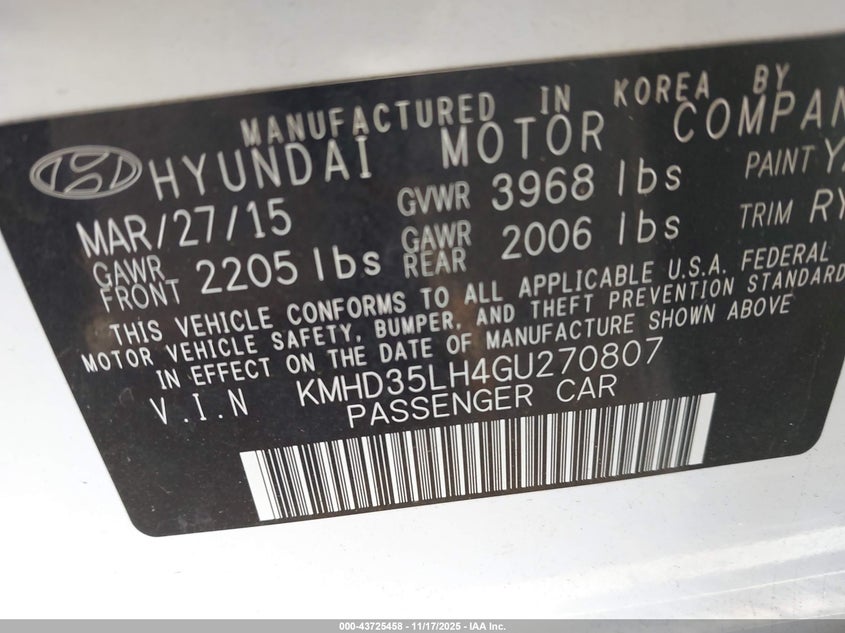 MANUFACTURED IN KOREA BY
HYUNDAI MOTOR COMPAN
MAR/27/15 GVWR 3968 lbs PAINT
GAWR FRONT 2205 lbs GAWR REAR 2006 lbs TRIM RY
THIS VEHICLE CONFORMS TO ALL APPLICABLE U.S.A. FEDERAL
MOTOR VEHICLE SAFETY, BUMPER, AND THEFT PREVENTION STANDARD
IN EFFECT ON THE DATE OF MANUFACTURE SHOWN ABOVE
V.I.N KMHD35LH4GU270807
PASSENGER CAR
000-43725458 - 11/17/2025 - IAA Inc.